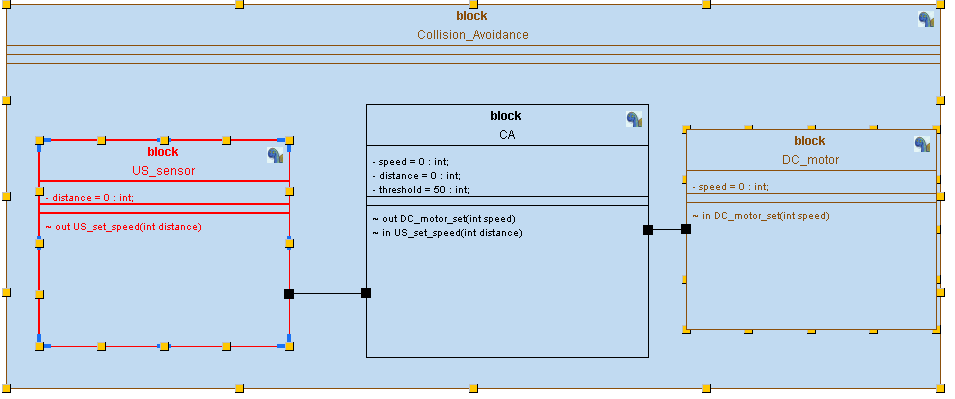 block
Collision_Avoidance
block
US_sensor
- distance = 0 : int;
~ out US_set_speed(int distance)
block
CA
- speed = 0 : int;
- distance = 0 : int;
- threshold = 50 : int;
~ out DC_motor_set(int speed)
~ in US_set_speed(int distance)
block
DC_motor
- speed = 0 : int;
~ in DC_motor_set(int speed)